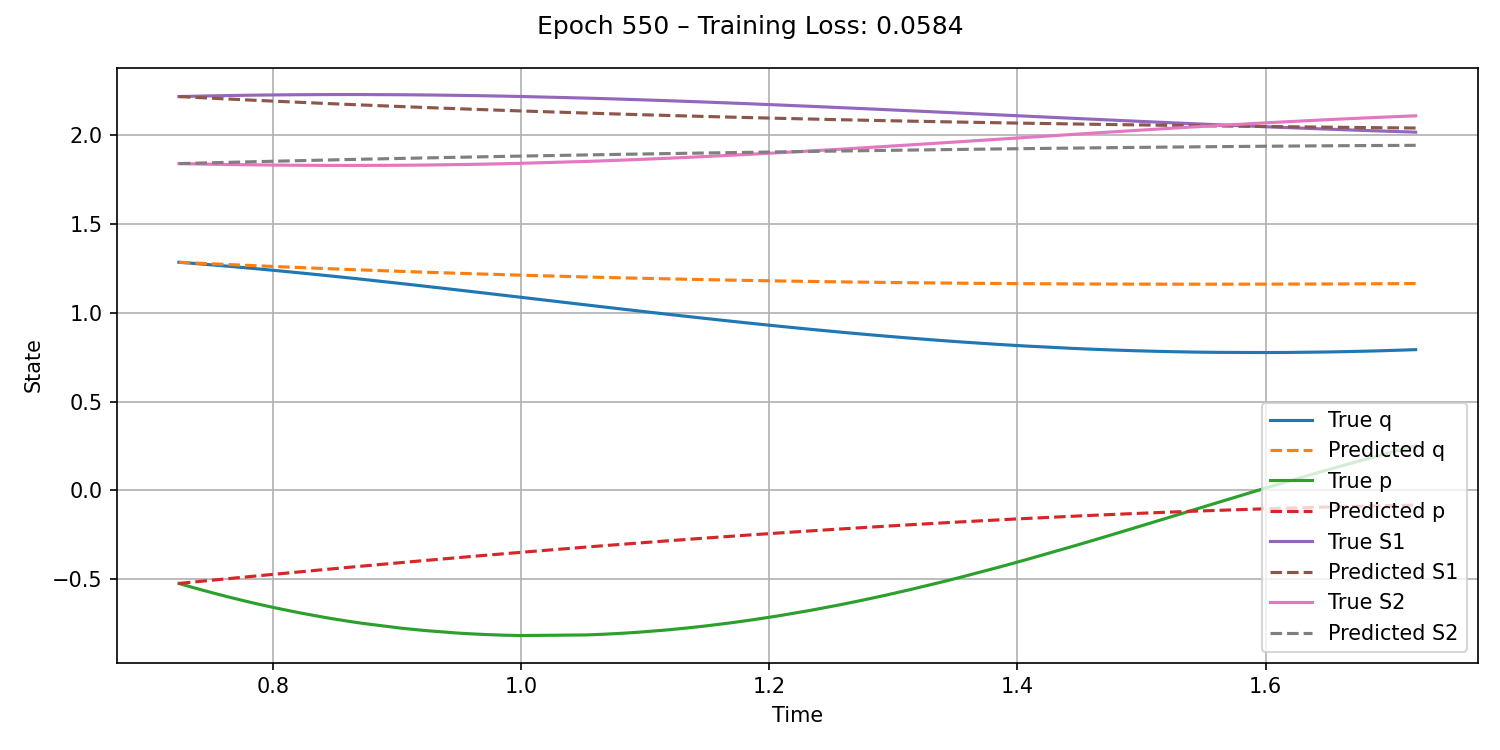 Epoch 550 – Training Loss: 0.0584
State
2.0
1.5
1.0
0.5
0.0
−0.5
0.8
1.0
1.2
1.4
1.6
Time
True q
Predicted q
True p
Predicted p
True S1
Predicted S1
True S2
Predicted S2